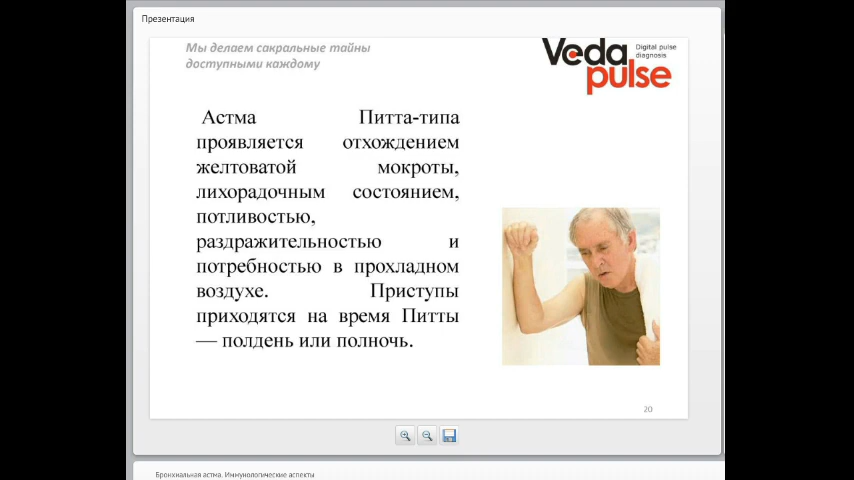 Презентация
Мы делаем сакральные тайны
доступными каждому
Veda
pulse
Digital pulse
diagnosis
Астма Питта-типа
проявляется отхождением
желтоватой мокроты,
лихорадочным состоянием,
потливостью,
раздражительностью и
потребностью в прохладном
воздухе. Приступы
приходятся на время Питты
— полдень или полночь.
20
Бронхиальная астма. Иммунологические аспекты